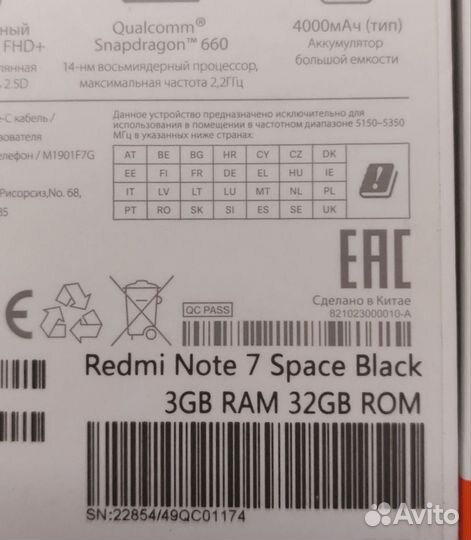 ный
FHD+
2.5D
Qualcomm®
Snapdragon™ 660
14-нм восьмиядерный процессор,
максимальная частота 2,2ГГц
4000мАч (тип)
Аккумулятор
большой емкости
е-C кабель /
зователя
елефон / M1901F7G
Рисорсиз, No. 68,
85
Данное устройство предназначено исключительно для
использования в помещении в частотном диапазоне 5150–5350
МГц в указанных ниже странах:
AT BE BG HR CY CZ DK
EE FI FR DE EL HU IE
IT LV LT LU MT NL PL
PT RO SK SI ES SE UK
EAC
CE
QC PASS
Сделано в Китае
821023000010-A
Redmi Note 7 Space Black
3GB RAM 32GB ROM
SN:22854/49QC01174
Avito